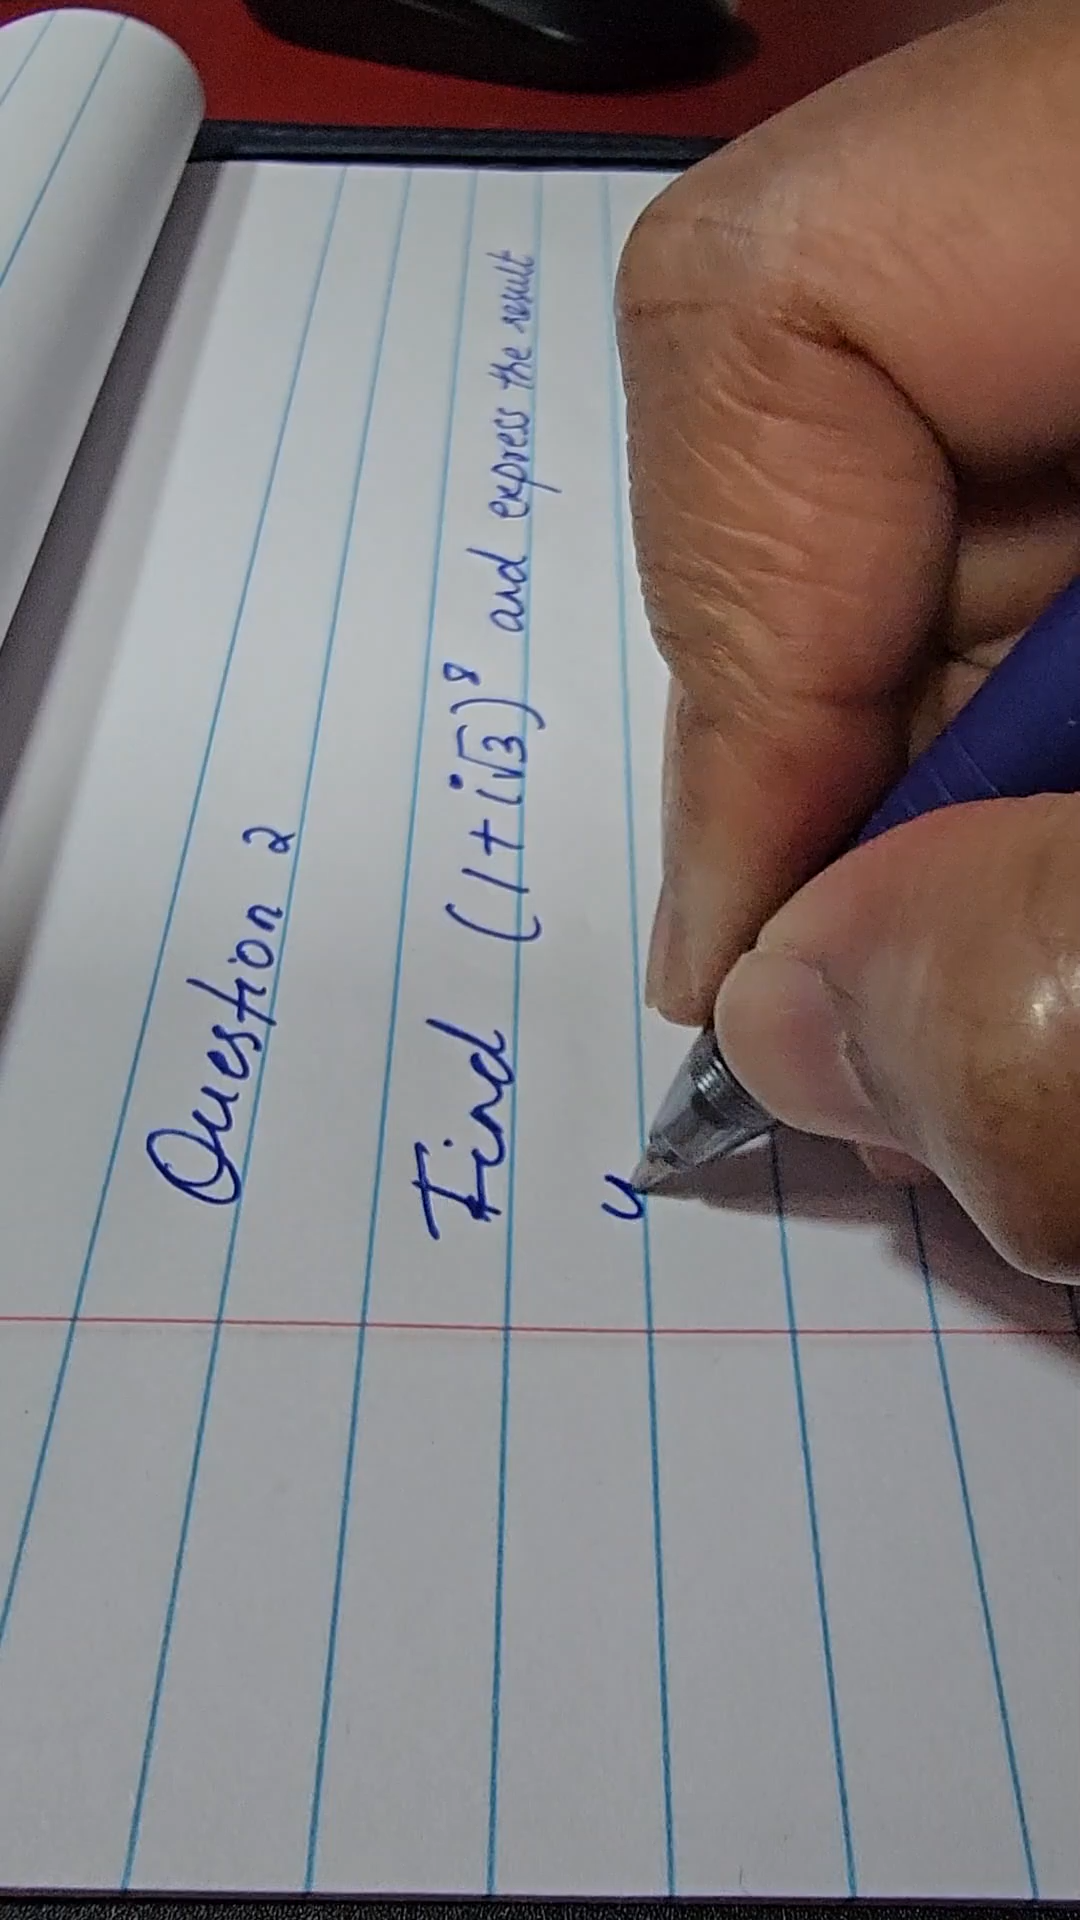 Question 2
Find (1+i√3)⁸ and express the result